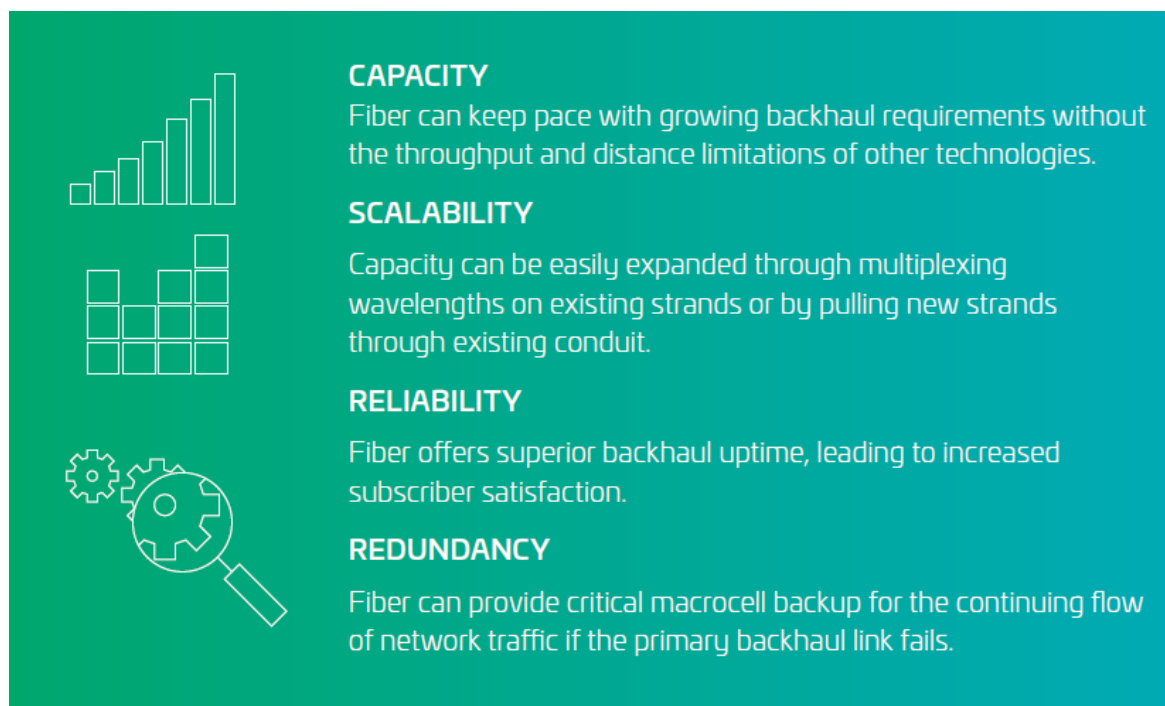 CAPACITY
Fiber can keep pace with growing backhaul requirements without
the throughput and distance limitations of other technologies.
SCALABILITY
Capacity can be easily expanded through multiplexing
wavelengths on existing strands or by pulling new strands
through existing conduit.
RELIABILITY
Fiber offers superior backhaul uptime, leading to increased
subscriber satisfaction.
REDUNDANCY
Fiber can provide critical macrocell backup for the continuing flow
of network traffic if the primary backhaul link fails.